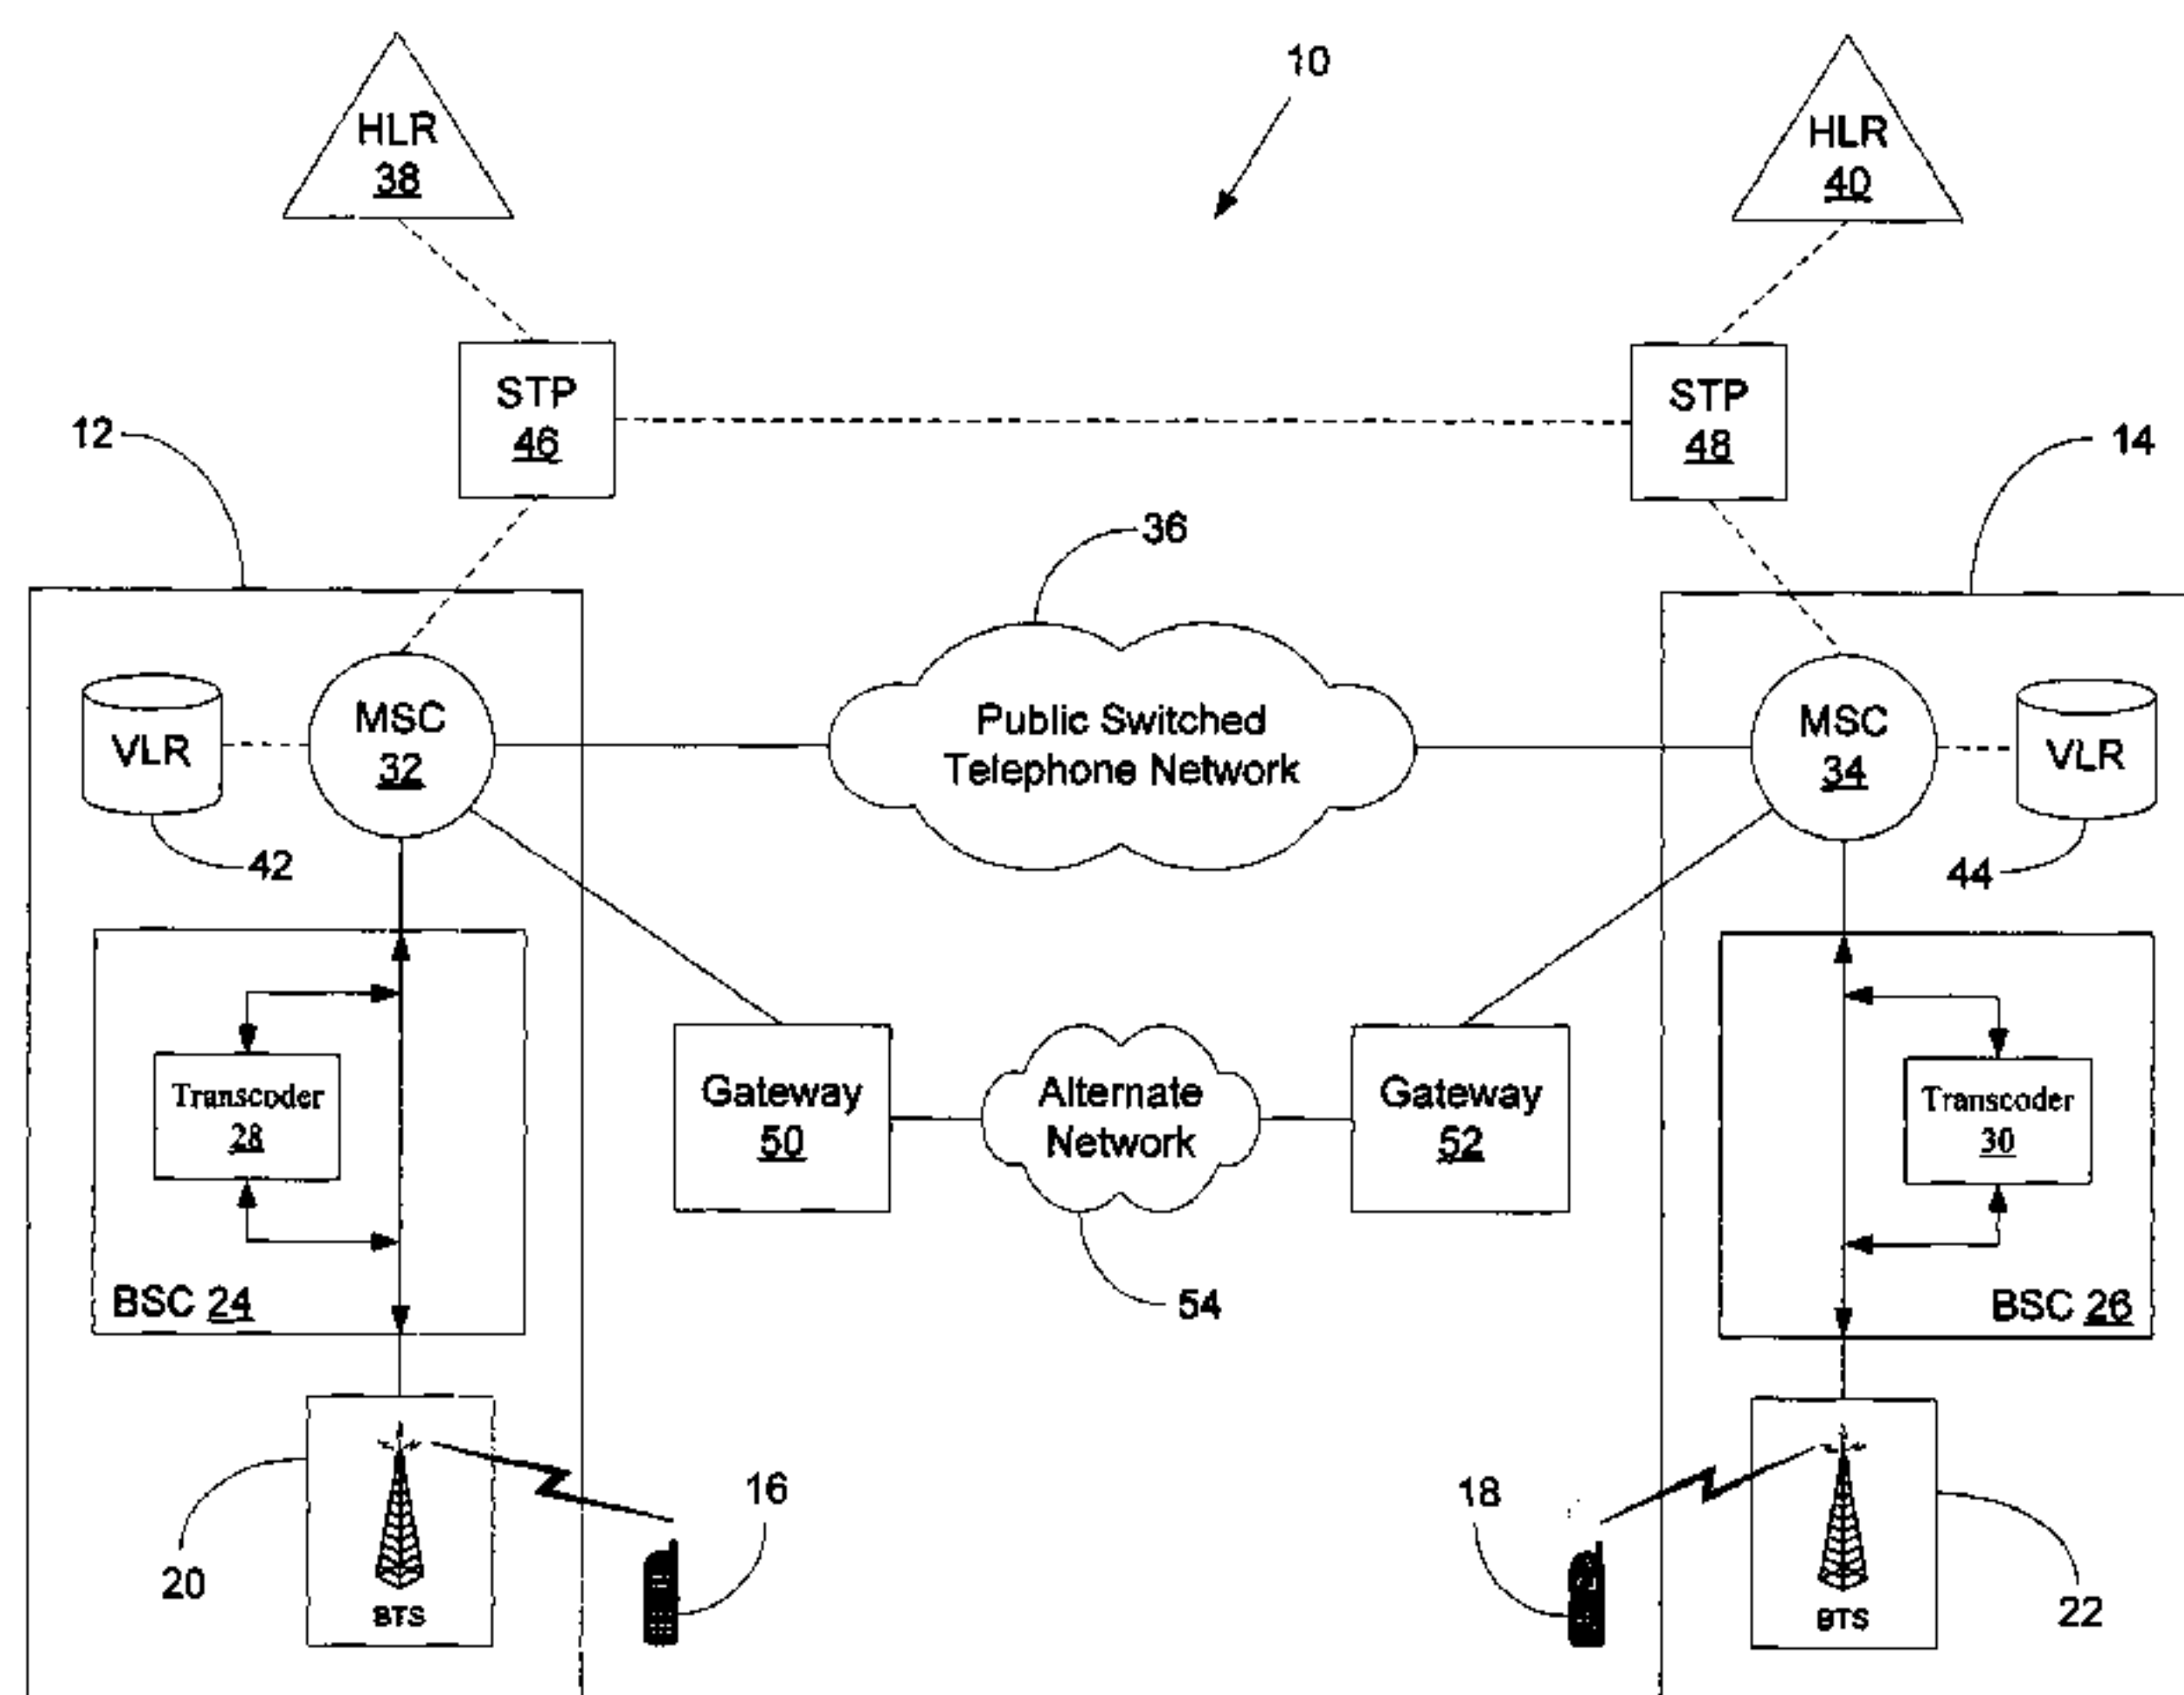 10
HLR
38
HLR
40
STP
46
STP
48
12
14
36
VLR
MSC
32
Public Switched
Telephone Network
MSC
34
VLR
42
44
Transcoder
28
BSC 24
Gateway
50
Alternate
Network
Gateway
52
54
Transcoder
30
BSC 26
20
BTS
16
18
BTS
22